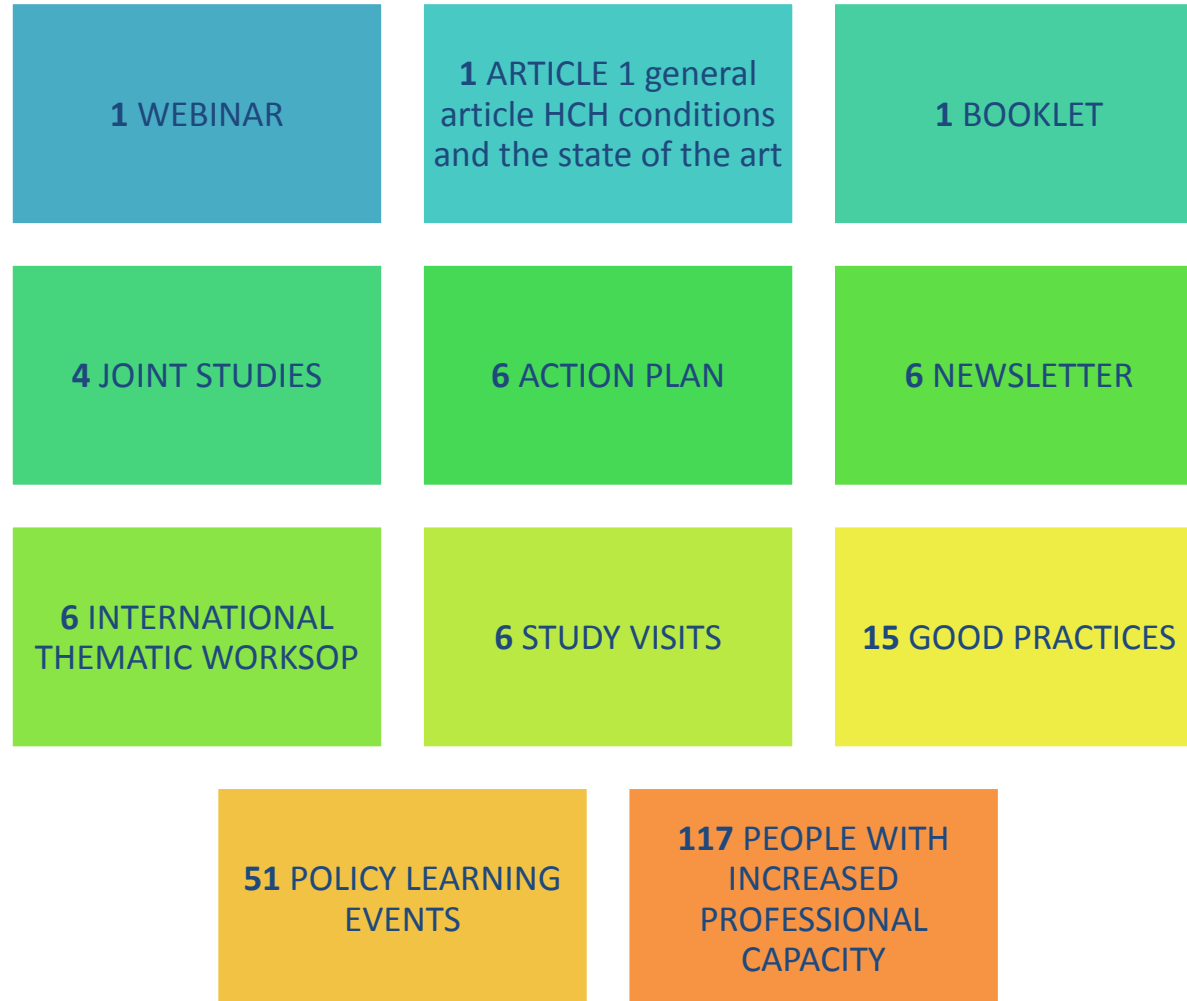 1 WEBINAR
1 ARTICLE 1 general
article HCH conditions
and the state of the art
1 BOOKLET
4 JOINT STUDIES
6 ACTION PLAN
6 NEWSLETTER
6 INTERNATIONAL
THEMATIC WORKSOP
6 STUDY VISITS
15 GOOD PRACTICES
51 POLICY LEARNING
EVENTS
117 PEOPLE WITH
INCREASED
PROFESSIONAL
CAPACITY